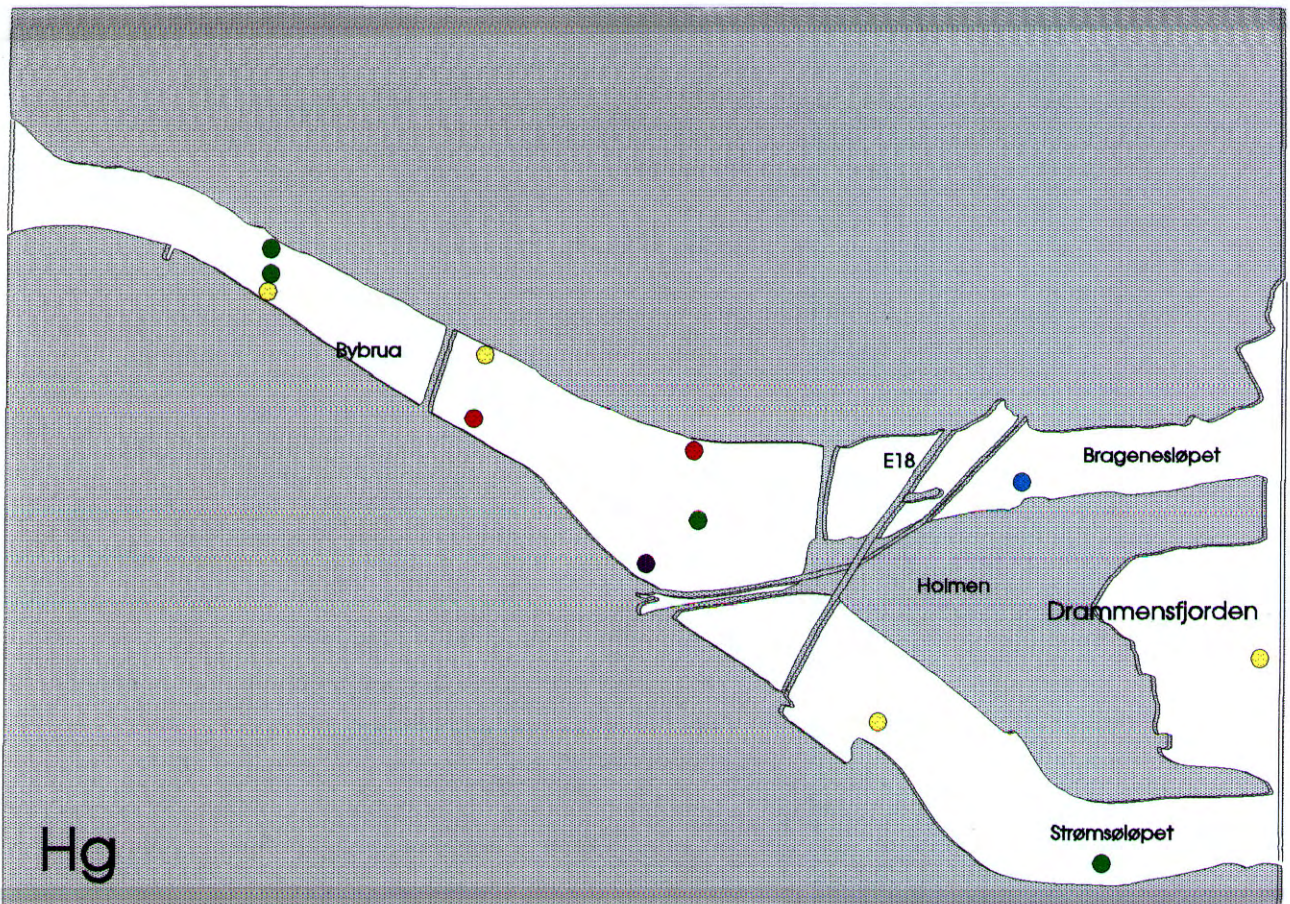 Bybrua
E18
Bragenesløpet
Holmen
Drammensfjorden
Strømsøløpet
Hg